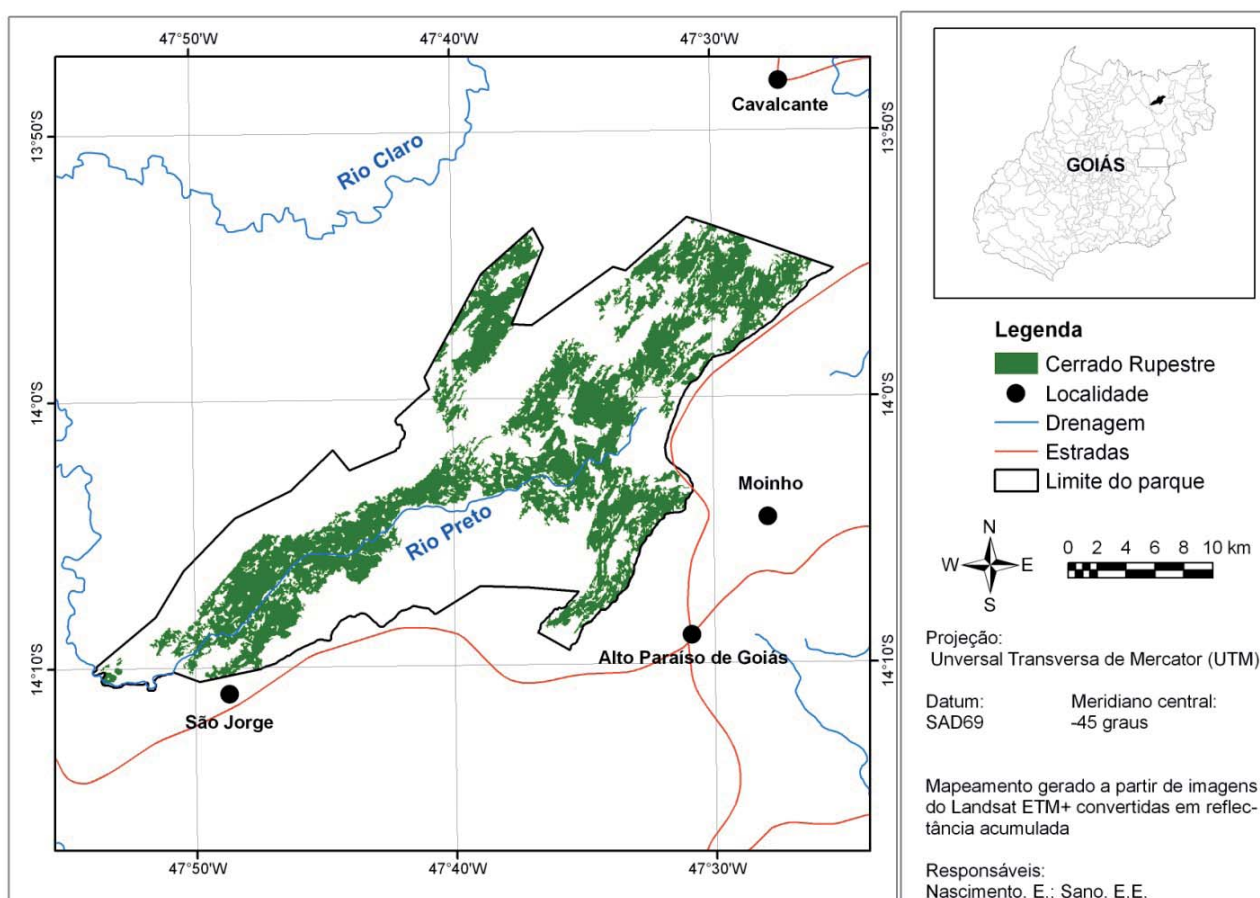 47°50'W
47°40'W
47°30'W
Cavalcante
13°50'S
13°50'S
Rio Claro
14°0'S
14°0'S
Moinho
Rio Preto
14°10'S
14°10'S
Alto Paraíso de Goiás
São Jorge
47°50'W
47°40'W
47°30'W
GOIÁS
Legenda
Cerrado Rupestre
Localidade
Drenagem
Estradas
Limite do parque
N
W
E
S
0 2 4 6 8 10 km
Projeção:
Unversal Transversa de Mercator (UTM)
Datum:
SAD69
Meridiano central:
-45 graus
Mapeamento gerado a partir de imagens
do Landsat ETM+ convertidas em reflec-
tância acumulada
Responsáveis:
Nascimento, E.; Sano, E.E.